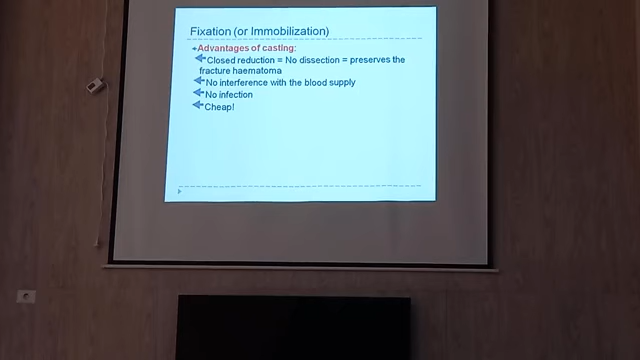 Fixation (or Immobilization)
Advantages of casting:
Closed reduction = No dissection = preserves the
fracture haematoma
No interference with the blood supply
No infection
Cheap!